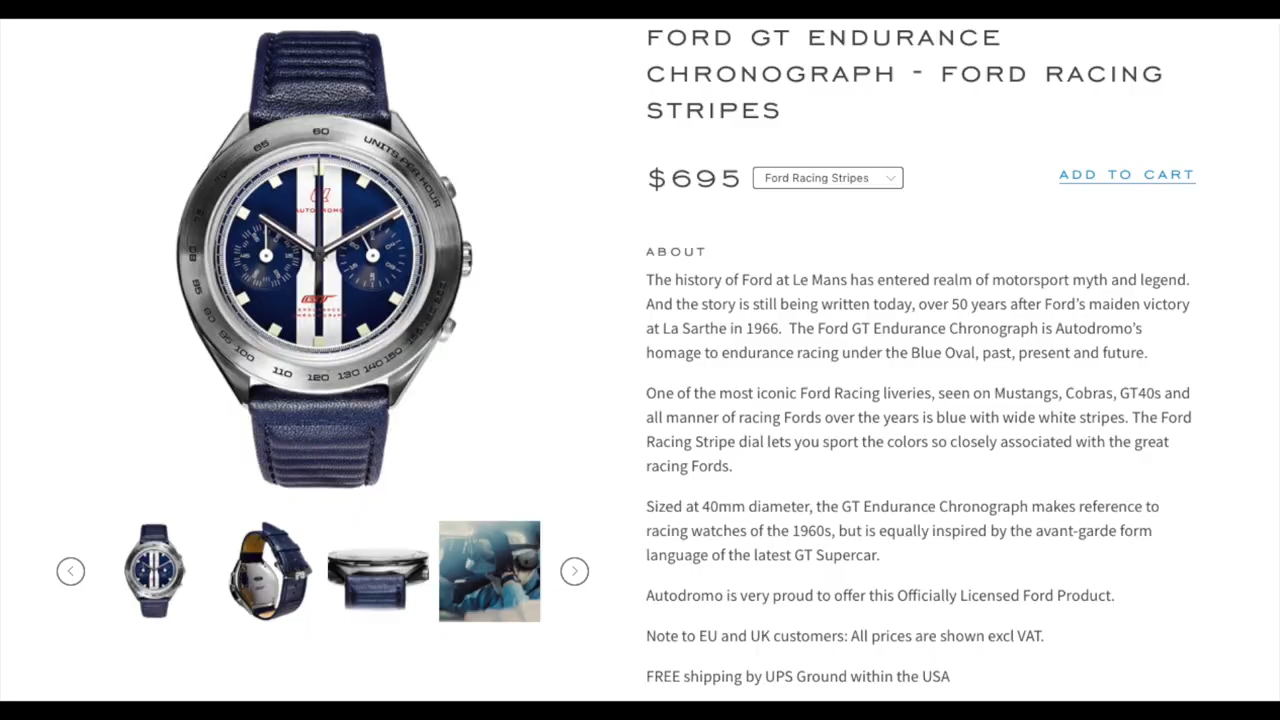 FORD GT ENDURANCE
CHRONOGRAPH - FORD RACING
STRIPES
$695
Ford Racing Stripes
ADD TO CART
ABOUT
The history of Ford at Le Mans has entered realm of motorsport myth and legend.
And the story is still being written today, over 50 years after Ford’s maiden victory
at La Sarthe in 1966.  The Ford GT Endurance Chronograph is Autodromo’s
homage to endurance racing under the Blue Oval, past, present and future.
One of the most iconic Ford Racing liveries, seen on Mustangs, Cobras, GT40s and
all manner of racing Fords over the years is blue with wide white stripes. The Ford
Racing Stripe dial lets you sport the colors so closely associated with the great
racing Fords.
Sized at 40mm diameter, the GT Endurance Chronograph makes reference to
racing watches of the 1960s, but is equally inspired by the avant-garde form
language of the latest GT Supercar.
Autodromo is very proud to offer this Officially Licensed Ford Product.
Note to EU and UK customers: All prices are shown excl VAT.
FREE shipping by UPS Ground within the USA
60
65
UNITS PER HOUR
AUTODROMO
GT
ENDURANCE
CHRONOGRAPH
80
85
90
95
100
110
120
130
140
150